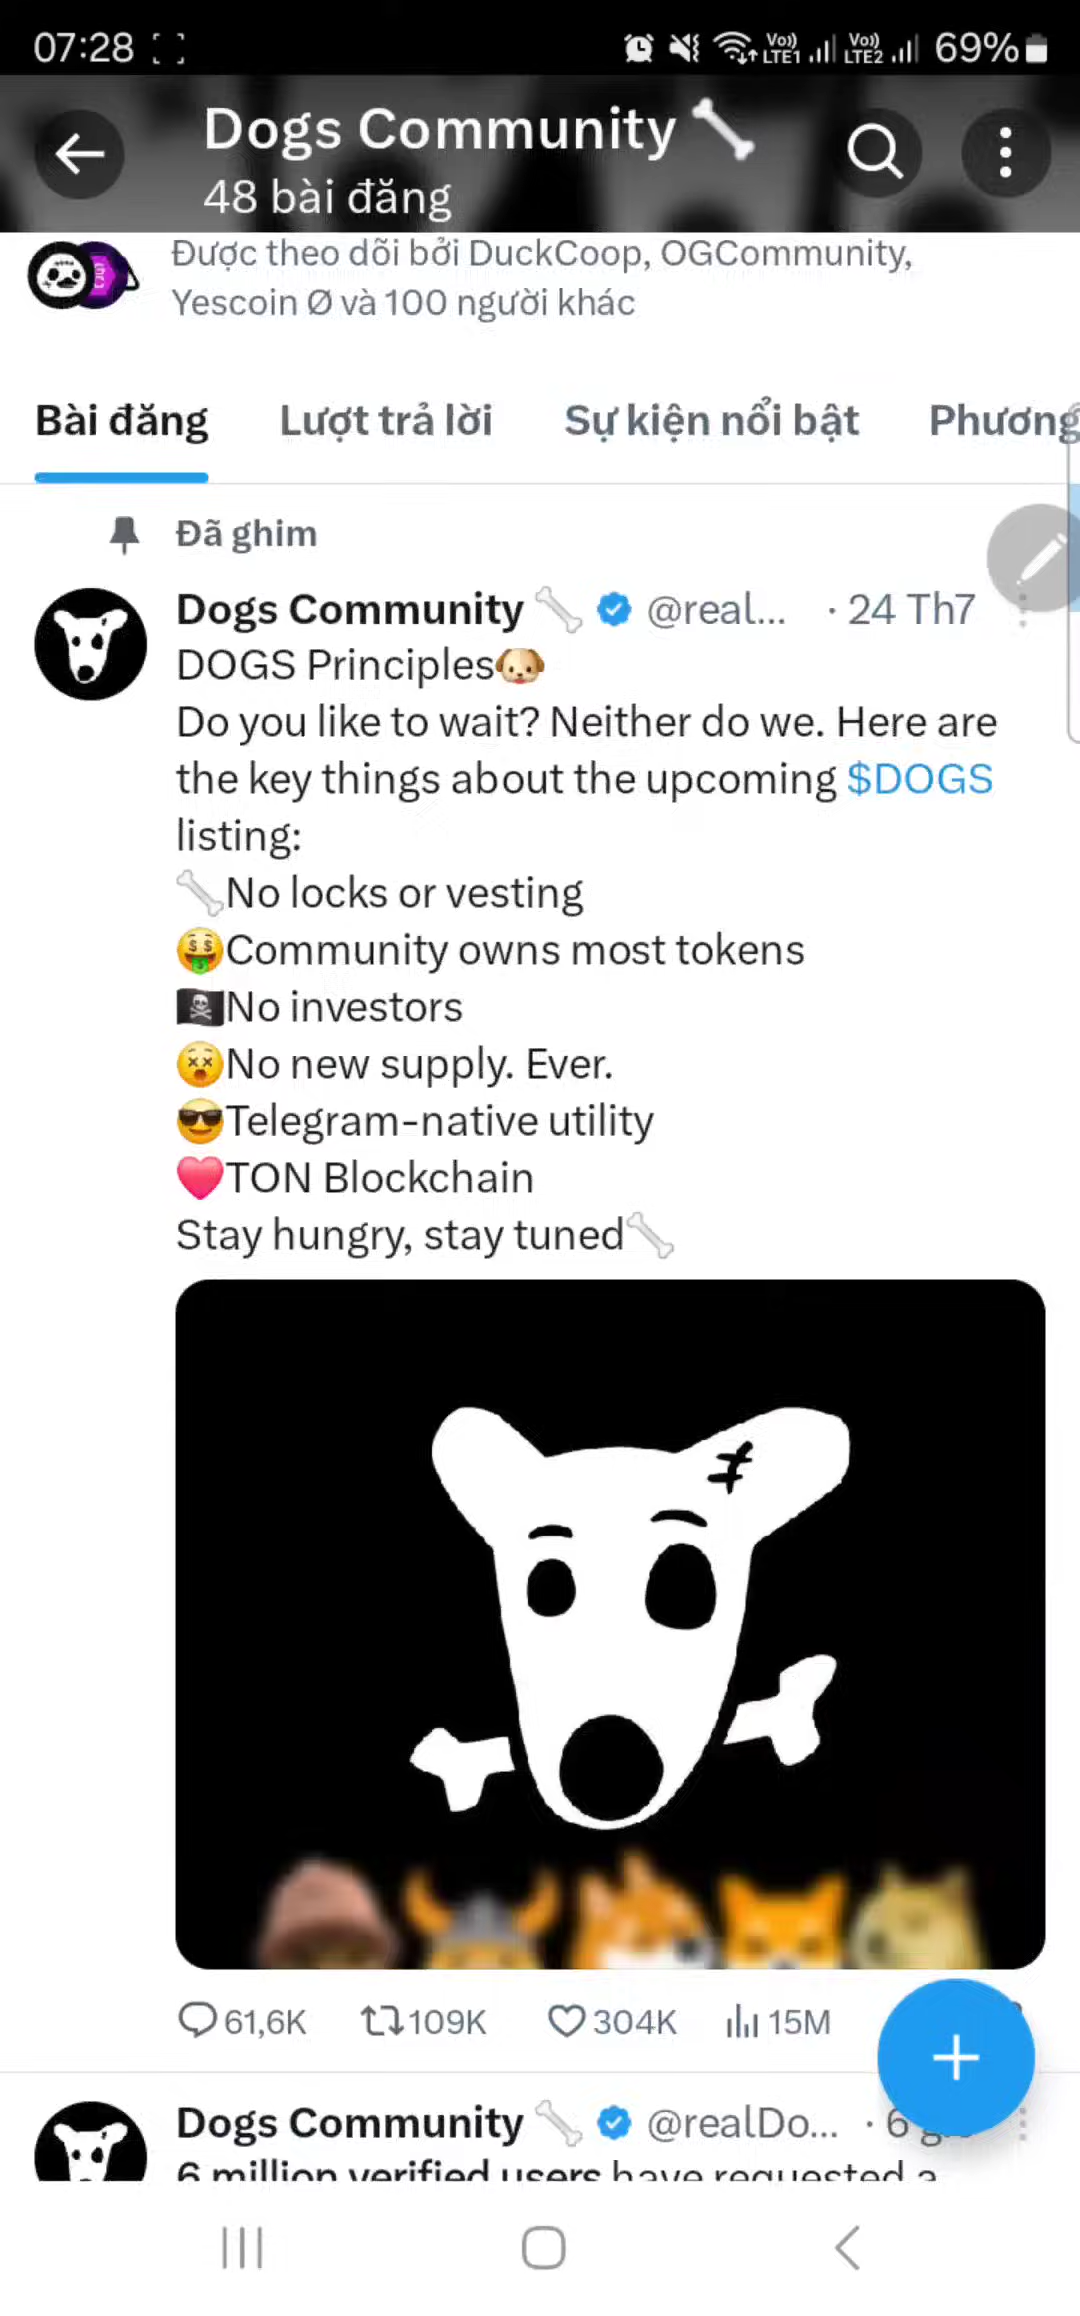 07:28
Vo))
LTE1
Vo))
LTE2
69%
Dogs Community 🦴
48 bài đăng
Được theo dõi bởi DuckCoop, OGCommunity,
Yescoin Ø và 100 người khác
Bài đăng
Lượt trả lời
Sự kiện nổi bật
Phương
Đã ghim
Dogs Community 🦴 @real... · 24 Th7
DOGS Principles🐶
Do you like to wait? Neither do we. Here are
the key things about the upcoming $DOGS
listing:
🦴No locks or vesting
🤑Community owns most tokens
🏴‍☠️No investors
😵No new supply. Ever.
😎Telegram-native utility
❤️TON Blockchain
Stay hungry, stay tuned🦴
61,6K
109K
304K
15M
Dogs Community 🦴 @realDo... · 6 g
6 million verified users have requested a